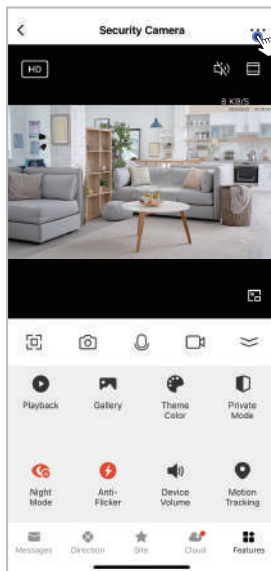 Security Camera
HD
8 KB/S
Playback
Gallery
Theme
Color
Private
Mode
Night
Mode
Anti-
Flicker
Device
Volume
Motion
Tracking
Messages
Direction
Site
Cloud
Features